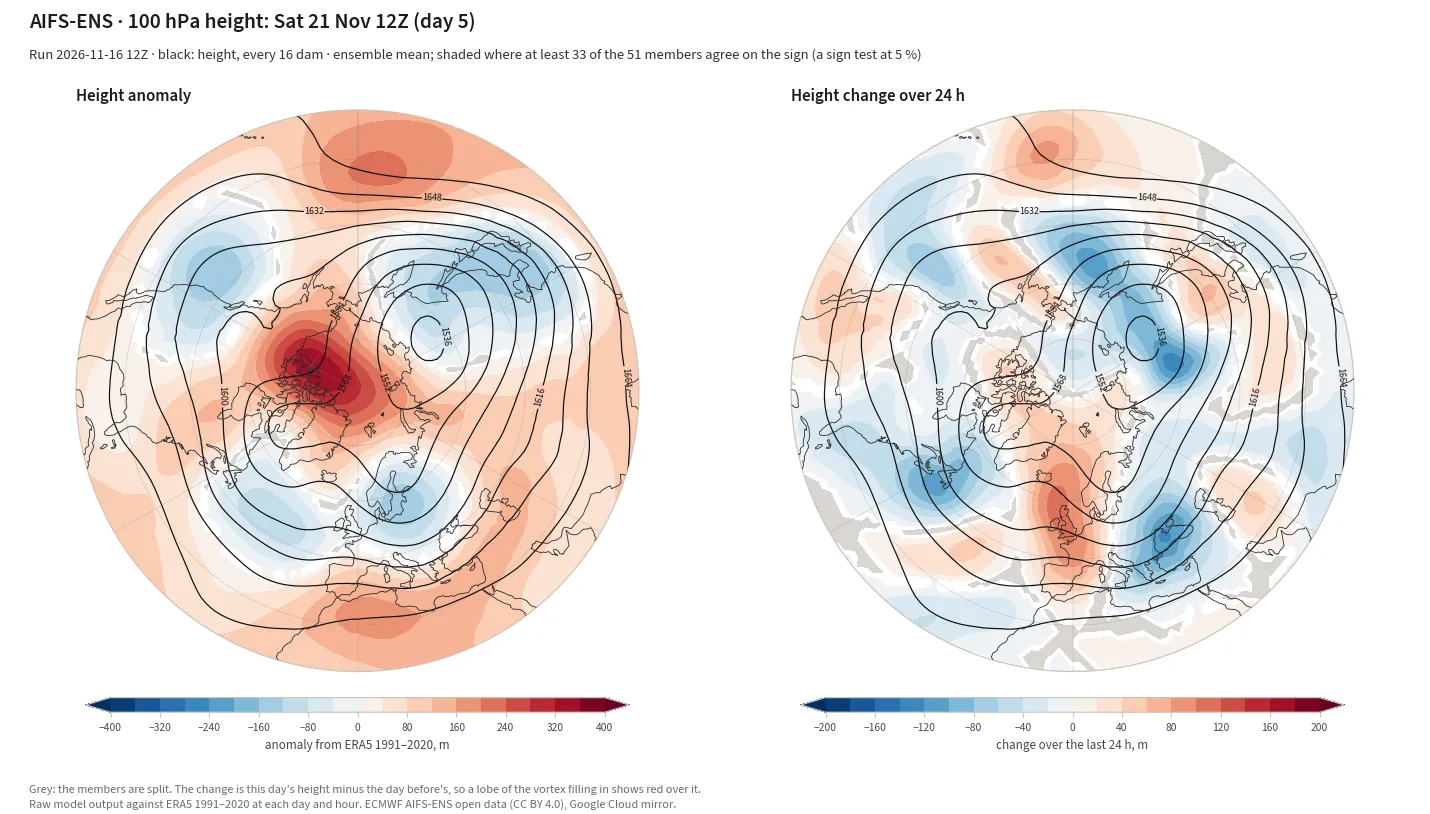 AIFS-ENS · 100 hPa height: Sat 21 Nov 12Z (day 5)
Run 2026-11-16 12Z · black: height, every 16 dam · ensemble mean; shaded where at least 33 of the 51 members agree on the sign (a sign test at 5 %)
Height anomaly
Height change over 24 h
1648
1632
1536
1568
1552
1600
1616
1648
1632
1536
1568
1552
1600
1616
−400 −320 −240 −160 −80 0 80 160 240 320 400
anomaly from ERA5 1991–2020, m
−200 −160 −120 −80 −40 0 40 80 120 160 200
change over the last 24 h, m
Grey: the members are split. The change is this day's height minus the day before's, so a lobe of the vortex filling in shows red over it.
Raw model output against ERA5 1991–2020 at each day and hour. ECMWF AIFS-ENS open data (CC BY 4.0), Google Cloud mirror.